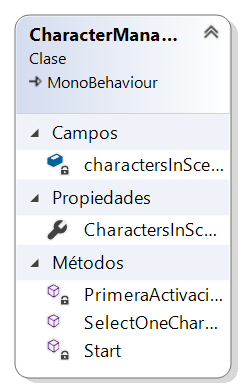 CharacterMana...
Clase
MonoBehaviour
Campos
charactersInSce...
Propiedades
CharactersInSc...
Métodos
PrimeraActivaci...
SelectOneChar...
Start